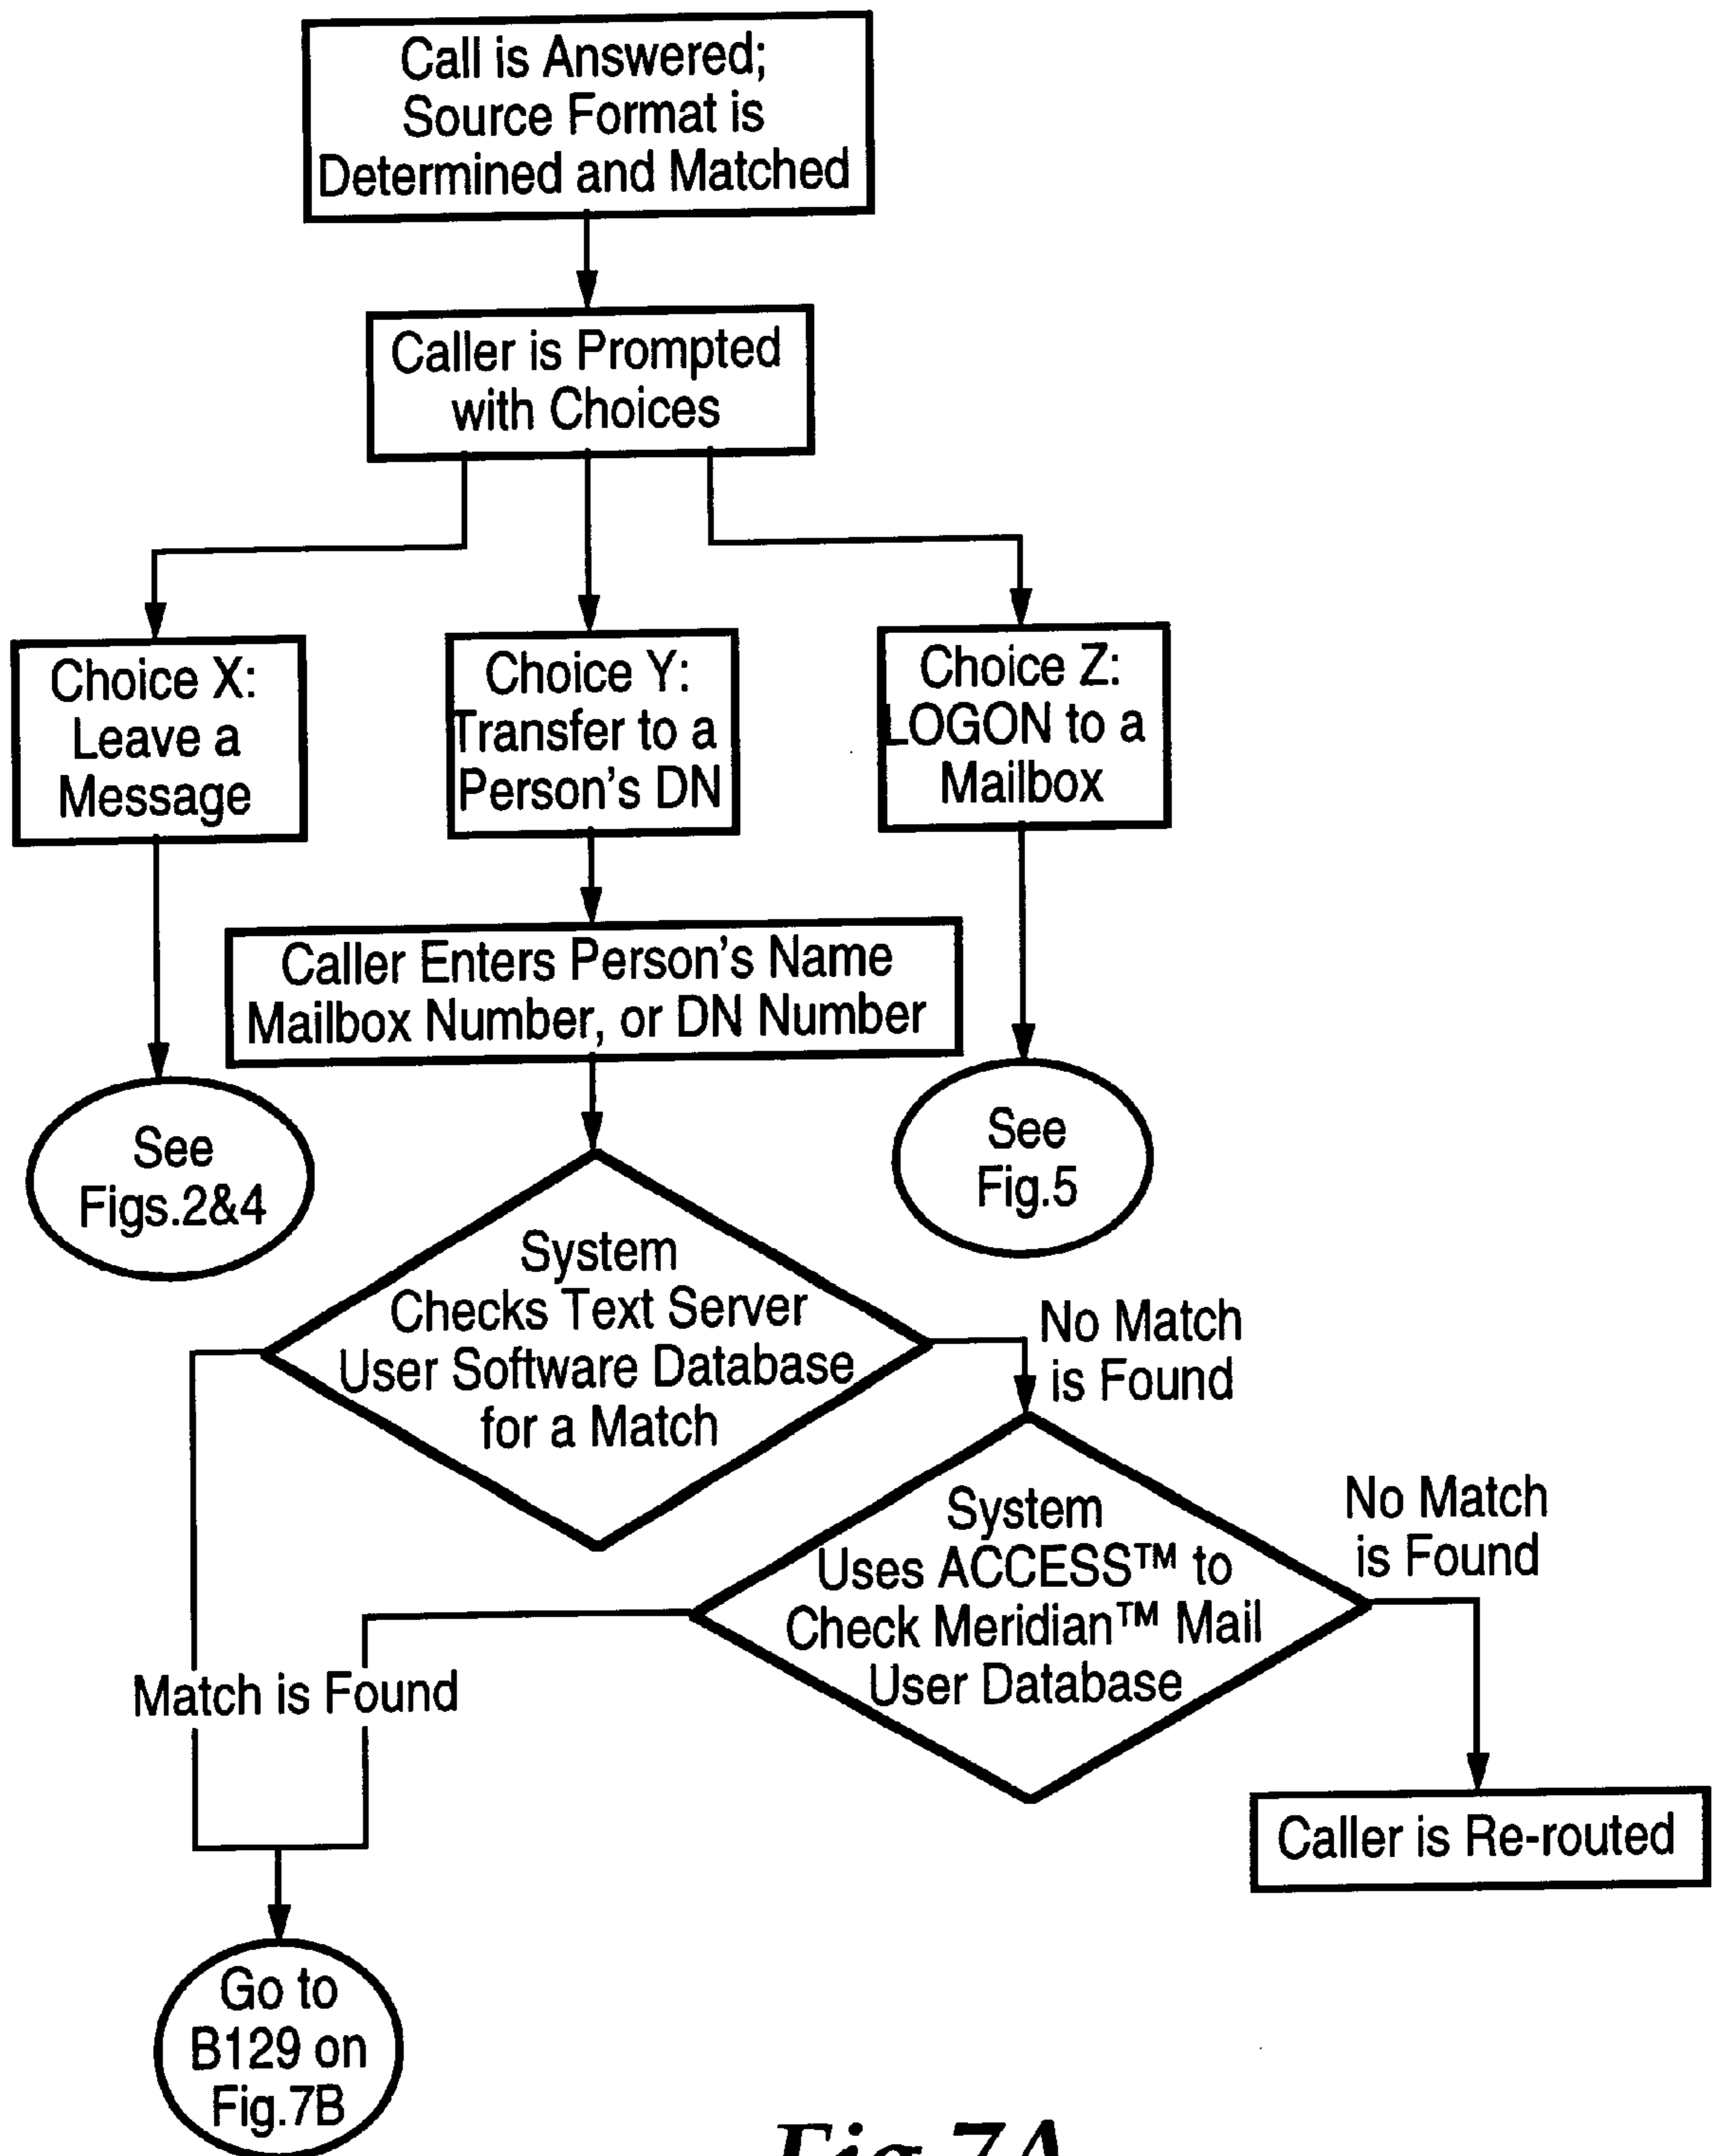 Call is Answered;
Source Format is
Determined and Matched
Caller is Prompted
with Choices
Choice X:
Leave a
Message
Choice Y:
Transfer to a
Person's DN
Choice Z:
LOGON to a
Mailbox
Caller Enters Person's Name
Mailbox Number, or DN Number
See
Figs.2&4
See
Fig.5
System
Checks Text Server
User Software Database
for a Match
No Match
is Found
System
Uses ACCESS™ to
Check Meridian™ Mail
User Database
No Match
is Found
Match is Found
Caller is Re-routed
Go to
B129 on
Fig.7B
Fig.7A